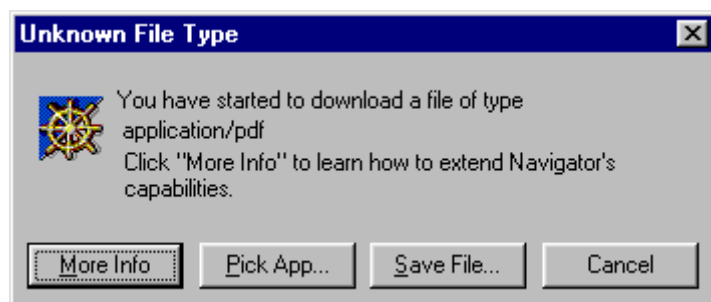 Unknown File Type
You have started to download a file of type
application/pdf
Click "More Info" to learn how to extend Navigator's
capabilities.
More Info
Pick App...
Save File...
Cancel